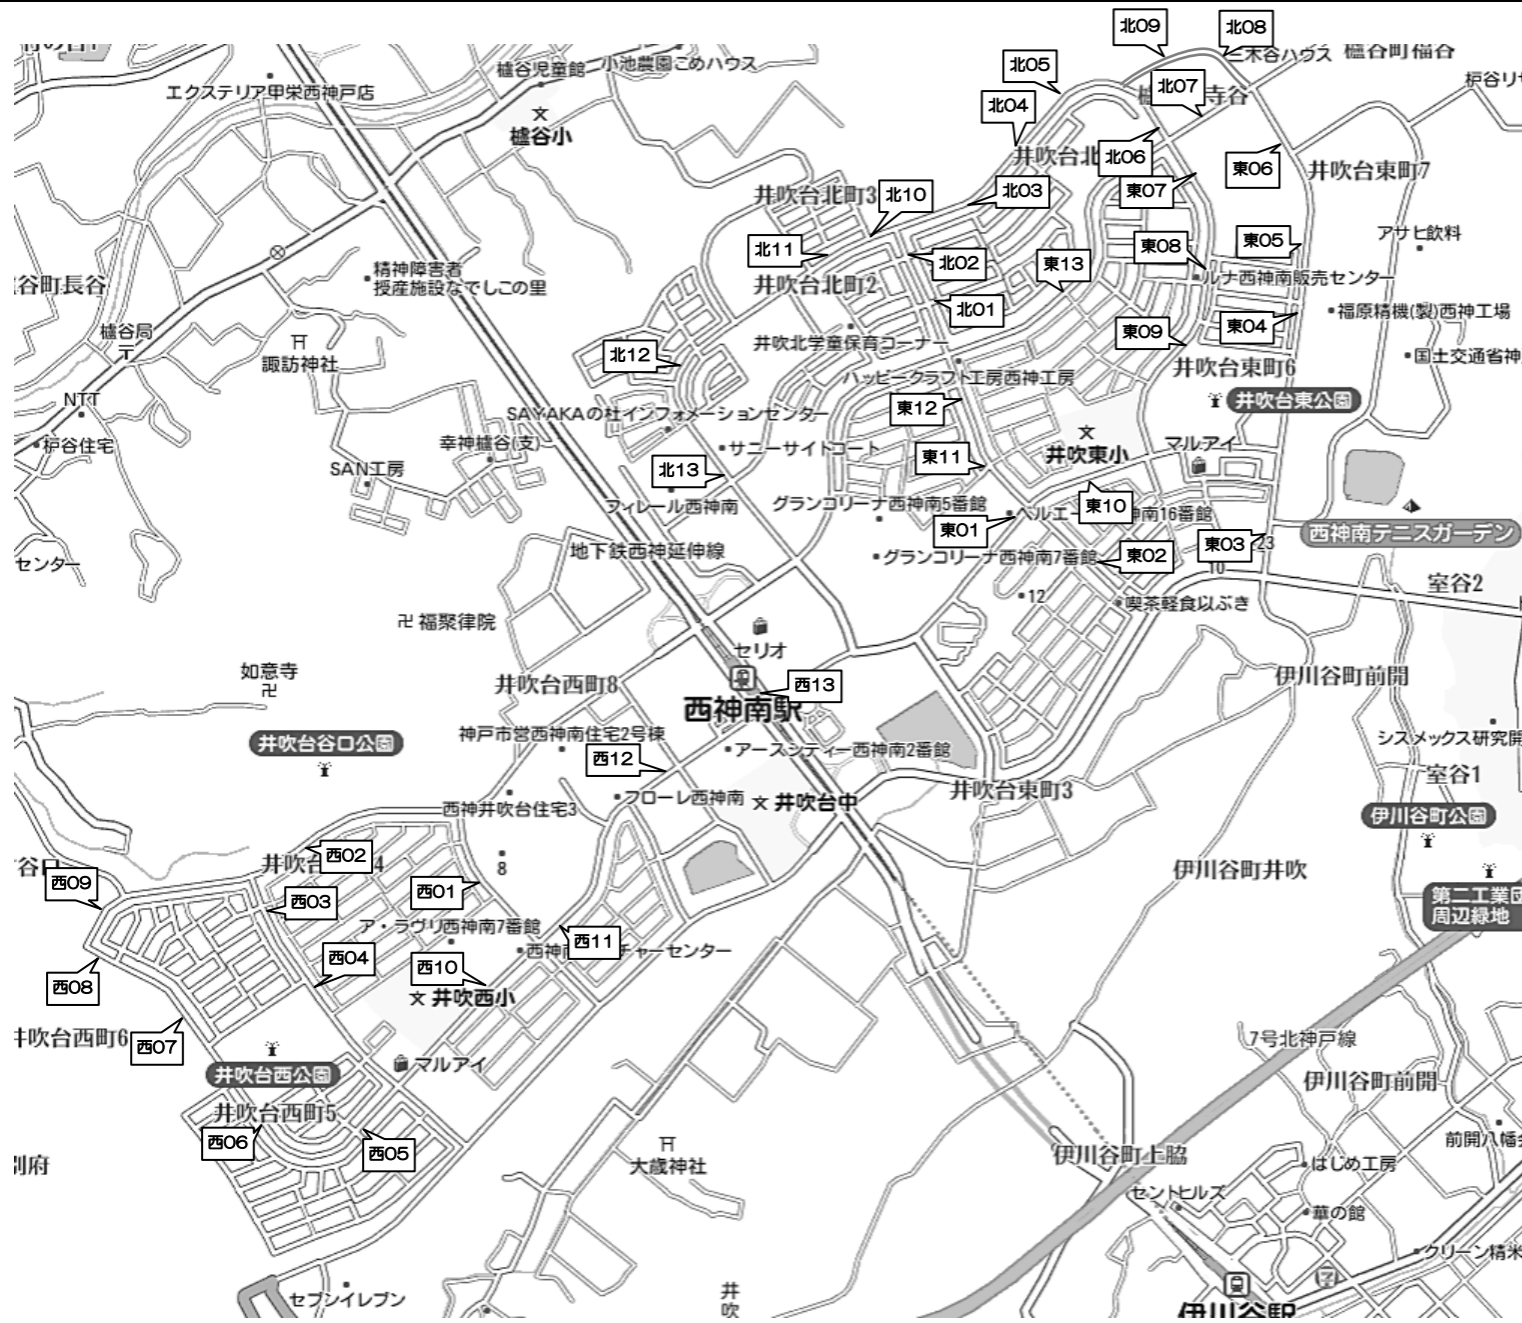 北09
北08
三木谷ハウス
櫨谷町福谷
櫨谷児童館
小池農園こめハウス
北05
北07
寺谷
栃谷リサ
エクステリア甲栄西神戸店
北04
櫨谷小
井吹台北
北06
東06
井吹台東町7
井吹台北町3
北10
北03
東07
北11
北02
東13
東08
東05
アサヒ飲料
精神障害者
授産施設なでしこの里
谷町長谷
井吹台北町2
ルナ西神南販売センター
北01
東04
福原精機(製)西神工場
櫨谷局
諏訪神社
井吹北学童保育コーナー
東09
北12
井吹台東町6
国土交通省神
ハッピークラフト工房西神工房
NTT
東12
井吹台東公園
SAYAKAの杜インフォメーションセンター
栃谷住宅
幸神櫨谷(支)
サニーサイドコート
東11
井吹東小
マルアイ
SAN工房
北13
フィレール西神南
グランコリーナ西神南5番館
東10
ベルエー
神南16番館
東01
西神南テニスガーデン
センター
地下鉄西神延伸線
グランコリーナ西神南7番館
東02
東03
23
10
室谷2
12
喫茶軽食以ぷき
福聚律院
セリオ
如意寺
井吹台西町8
西13
伊川谷町前開
西神南駅
井吹台谷口公園
神戸市営西神南住宅2号棟
アースシティー西神南2番館
シスメックス研究開
西12
室谷1
西神井吹台住宅3
フローレ西神南
井吹台中
井吹台東町3
伊川谷町公園
西02
4
8
伊川谷町井吹
西09
西01
西03
第二工業団
周辺緑地
ア・ラヴリ西神南7番館
西11
西神南
チャーセンター
西04
西10
西08
井吹西小
西07
井吹台西町6
7号北神戸線
井吹台西公園
マルアイ
伊川谷町前開
井吹台西町5
西06
西05
前開八幡
別府
大歳神社
伊川谷町上脇
はじめ工房
セントヒルズ
華の館
クリーン精米
セブンイレブン
井
吹
伊川谷駅